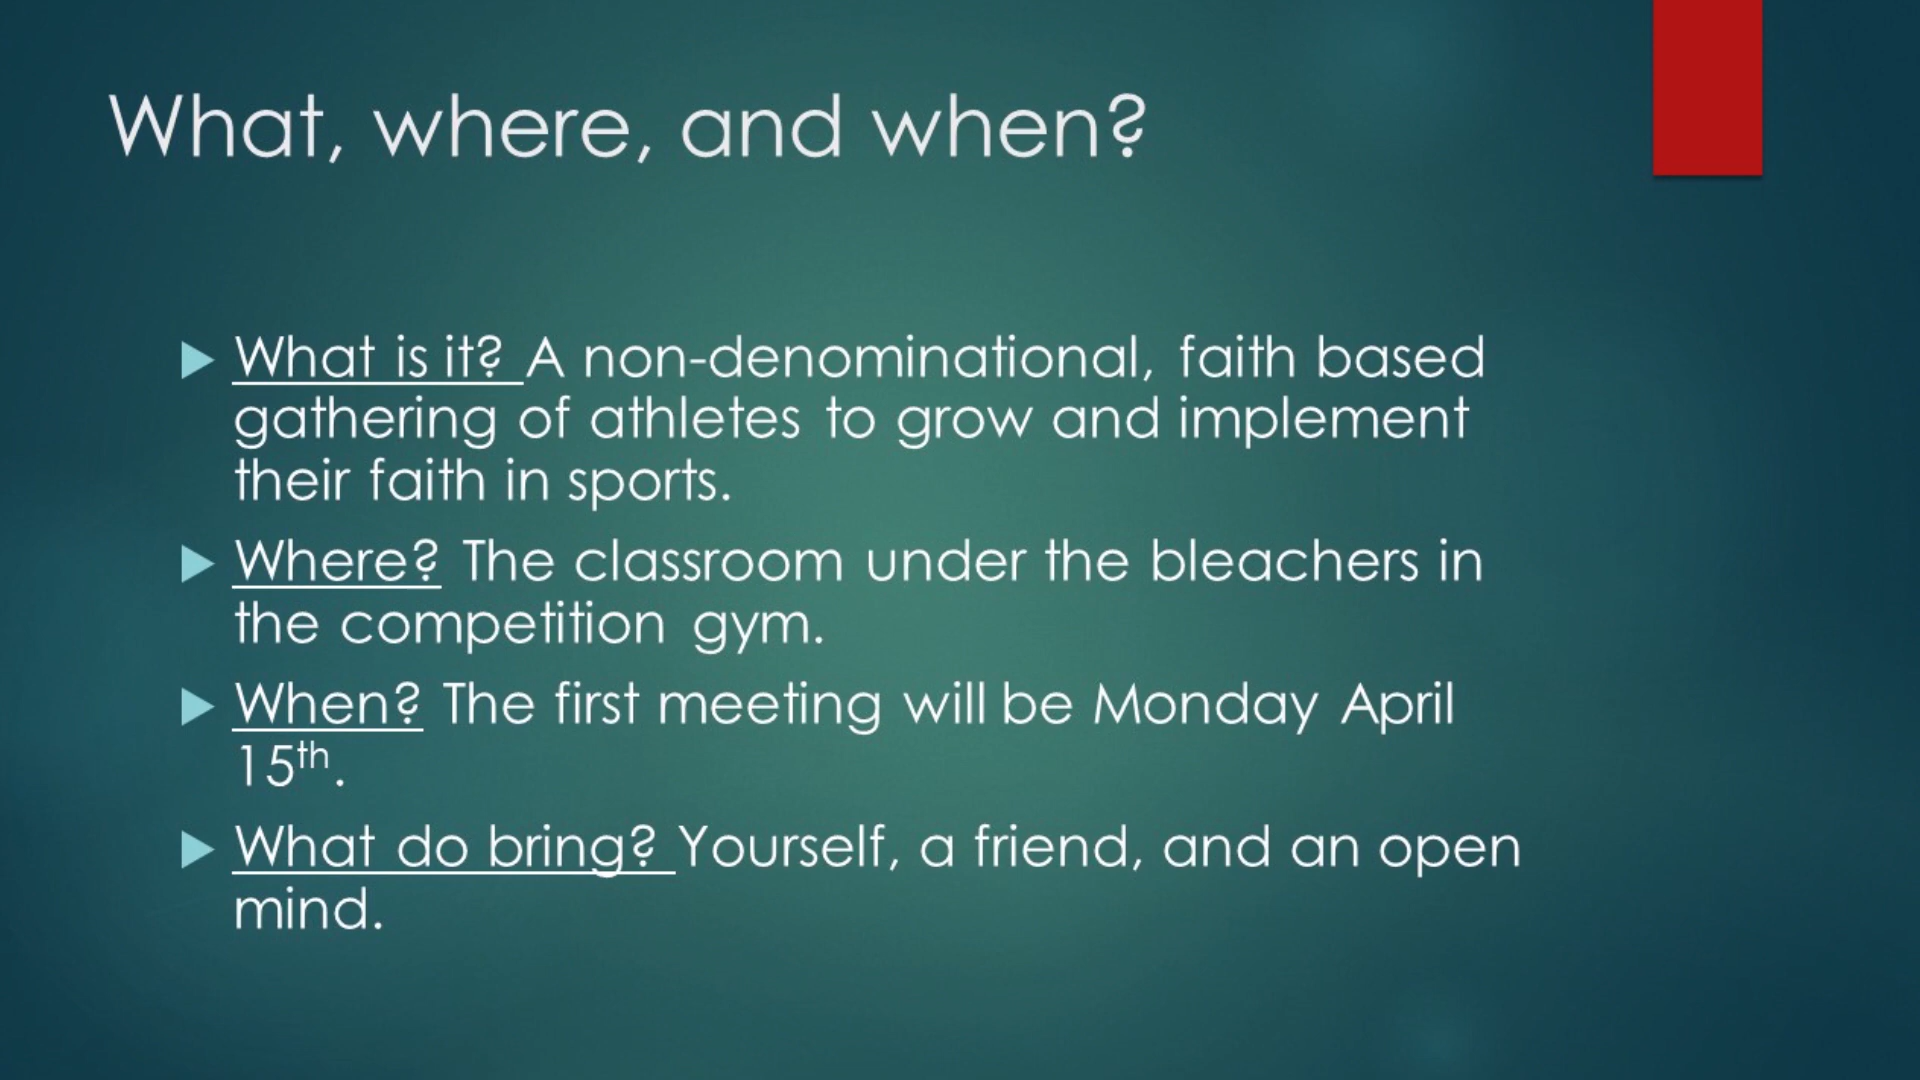 What, where, and when?
What is it? A non-denominational, faith based
gathering of athletes to grow and implement
their faith in sports.
Where? The classroom under the bleachers in
the competition gym.
When? The first meeting will be Monday April
15th.
What do bring? Yourself, a friend, and an open
mind.